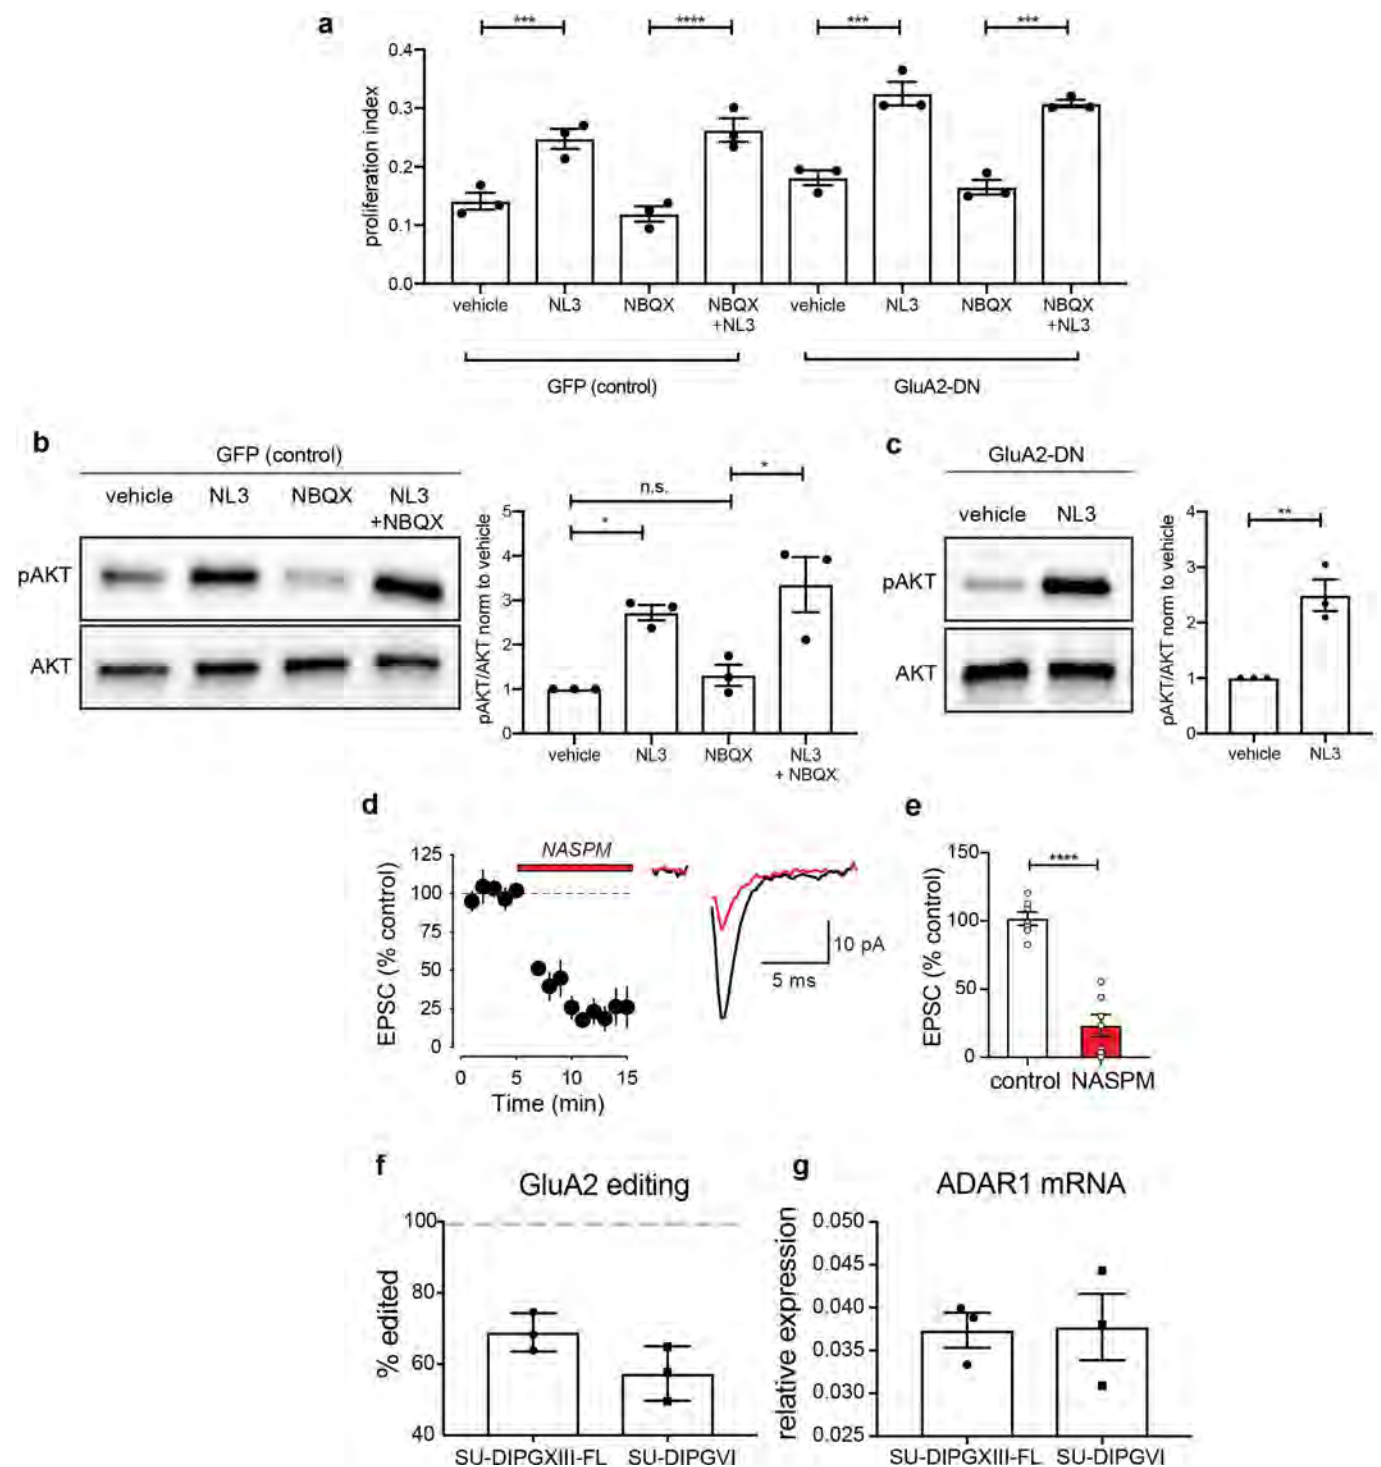 a
*** **** *** ***
proliferation index
0.4
0.3
0.2
0.1
0.0
vehicle NL3 NBQX NBQX +NL3 vehicle NL3 NBQX NBQX +NL3
GFP (control) GluA2-DN
b
GFP (control)
vehicle NL3 NBQX NL3 +NBQX
pAKT
AKT
pAKT/AKT norm to vehicle
5
4
3
2
1
0
* n.s. *
vehicle NL3 NBQX NL3 + NBQX
c
GluA2-DN
vehicle NL3
pAKT
AKT
pAKT/AKT norm to vehicle
4
3
2
1
0
**
vehicle NL3
d
EPSC (% control)
125
100
75
50
25
0
NASPM
0 5 10 15
Time (min)
10 pA
5 ms
e
EPSC (% control)
150
100
50
0
****
control NASPM
f
GluA2 editing
% edited
100
80
60
40
SU-DIPGXIII-FL SU-DIPGVI
g
ADAR1 mRNA
relative expression
0.050
0.045
0.040
0.035
0.030
0.025
SU-DIPGXIII-FL SU-DIPGVI